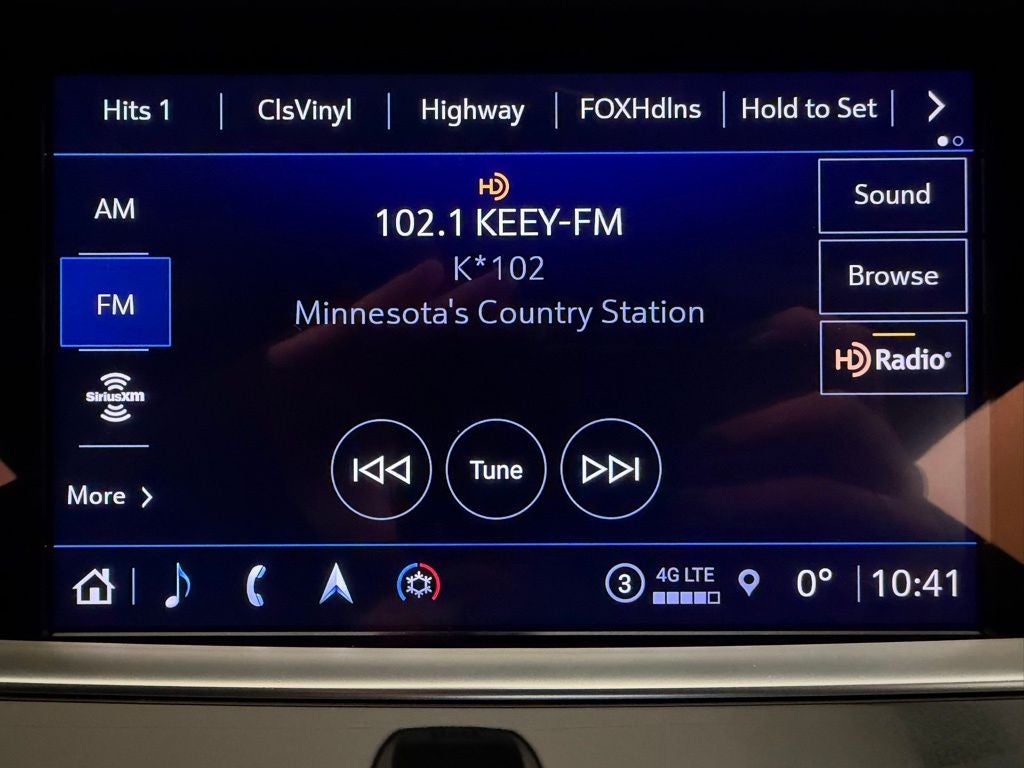 Hits 1 | ClsVinyl | Highway | FOXHdlns | Hold to Set
AM
FM
SiriusXM
More
HD
102.1 KEEY-FM
K*102
Minnesota's Country Station
Sound
Browse
HD Radio®
Tune
3 4G LTE 0° 10:41